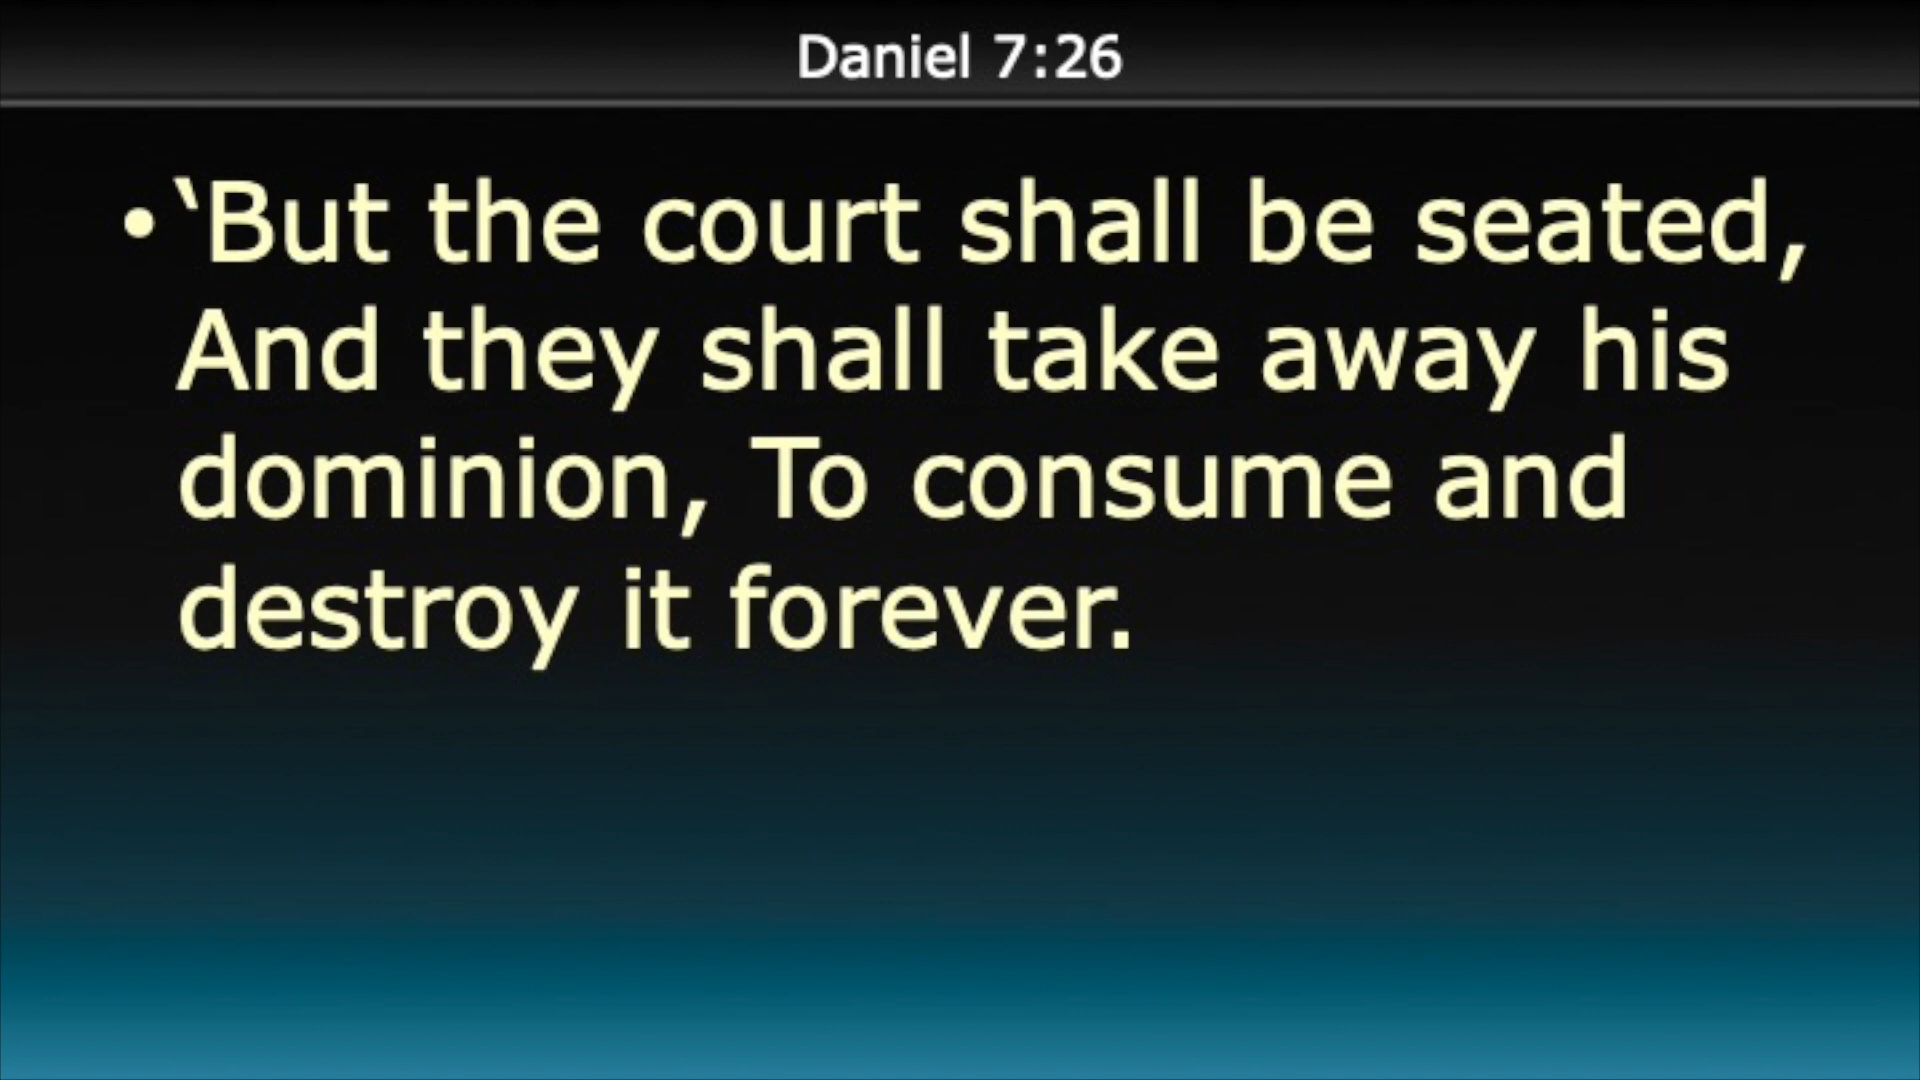 Daniel 7:26
•‘But the court shall be seated,
And they shall take away his
dominion, To consume and
destroy it forever.